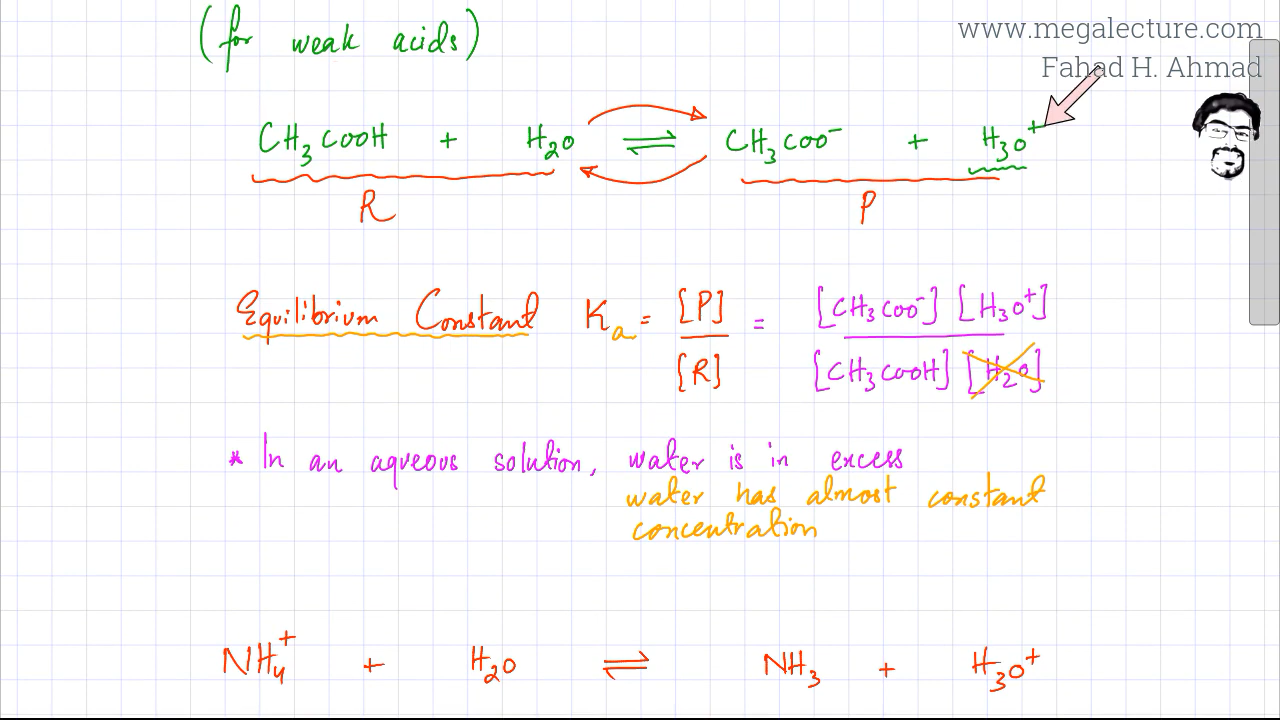 (for weak acids)
www.megalecture.com
Fahad H. Ahmad
CH₃COOH + H₂O ⇌ CH₃COO⁻ + H₃O⁺
R P
Equilibrium Constant Kₐ = [P] / [R] = [CH₃COO⁻] [H₃O⁺] / [CH₃COOH] [H₂O]
* In an aqueous solution, water is in excess
water has almost constant
concentration
NH₄⁺ + H₂O ⇌ NH₃ + H₃O⁺